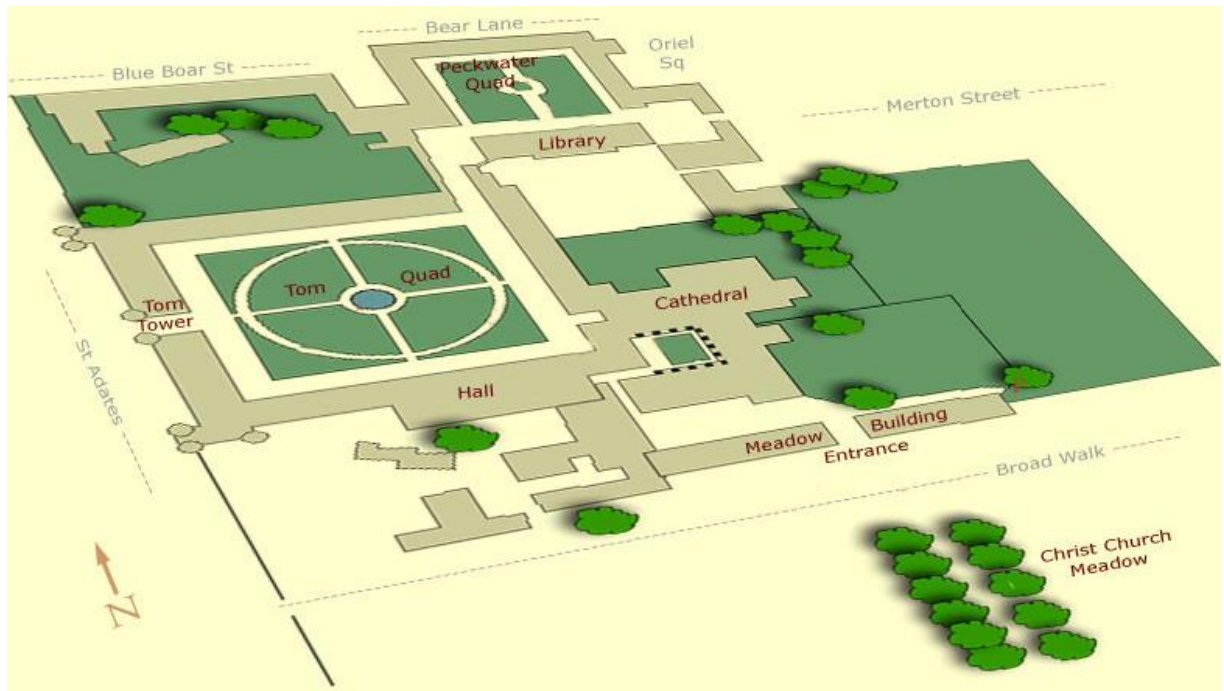 Bear Lane
Oriel
Sq
Blue Boar St
Peckwater
Quad
Merton Street
Library
Tom
Quad
Cathedral
Tom
Tower
St Adates
Hall
Building
Meadow
Entrance
Broad Walk
Christ Church
Meadow
N